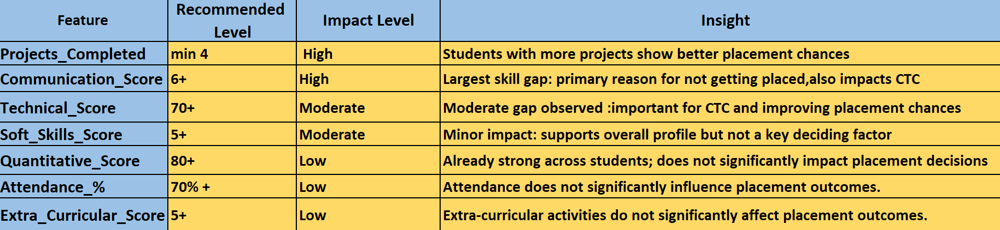 Feature Recommended Level Impact Level Insight
Projects_Completed min 4 High Students with more projects show better placement chances
Communication_Score 6+ High Largest skill gap: primary reason for not getting placed,also impacts CTC
Technical_Score 70+ Moderate Moderate gap observed :important for CTC and improving placement chances
Soft_Skills_Score 5+ Moderate Minor impact: supports overall profile but not a key deciding factor
Quantitative_Score 80+ Low Already strong across students; does not significantly impact placement decisions
Attendance_% 70% + Low Attendance does not significantly influence placement outcomes.
Extra_Curricular_Score 5+ Low Extra-curricular activities do not significantly affect placement outcomes.